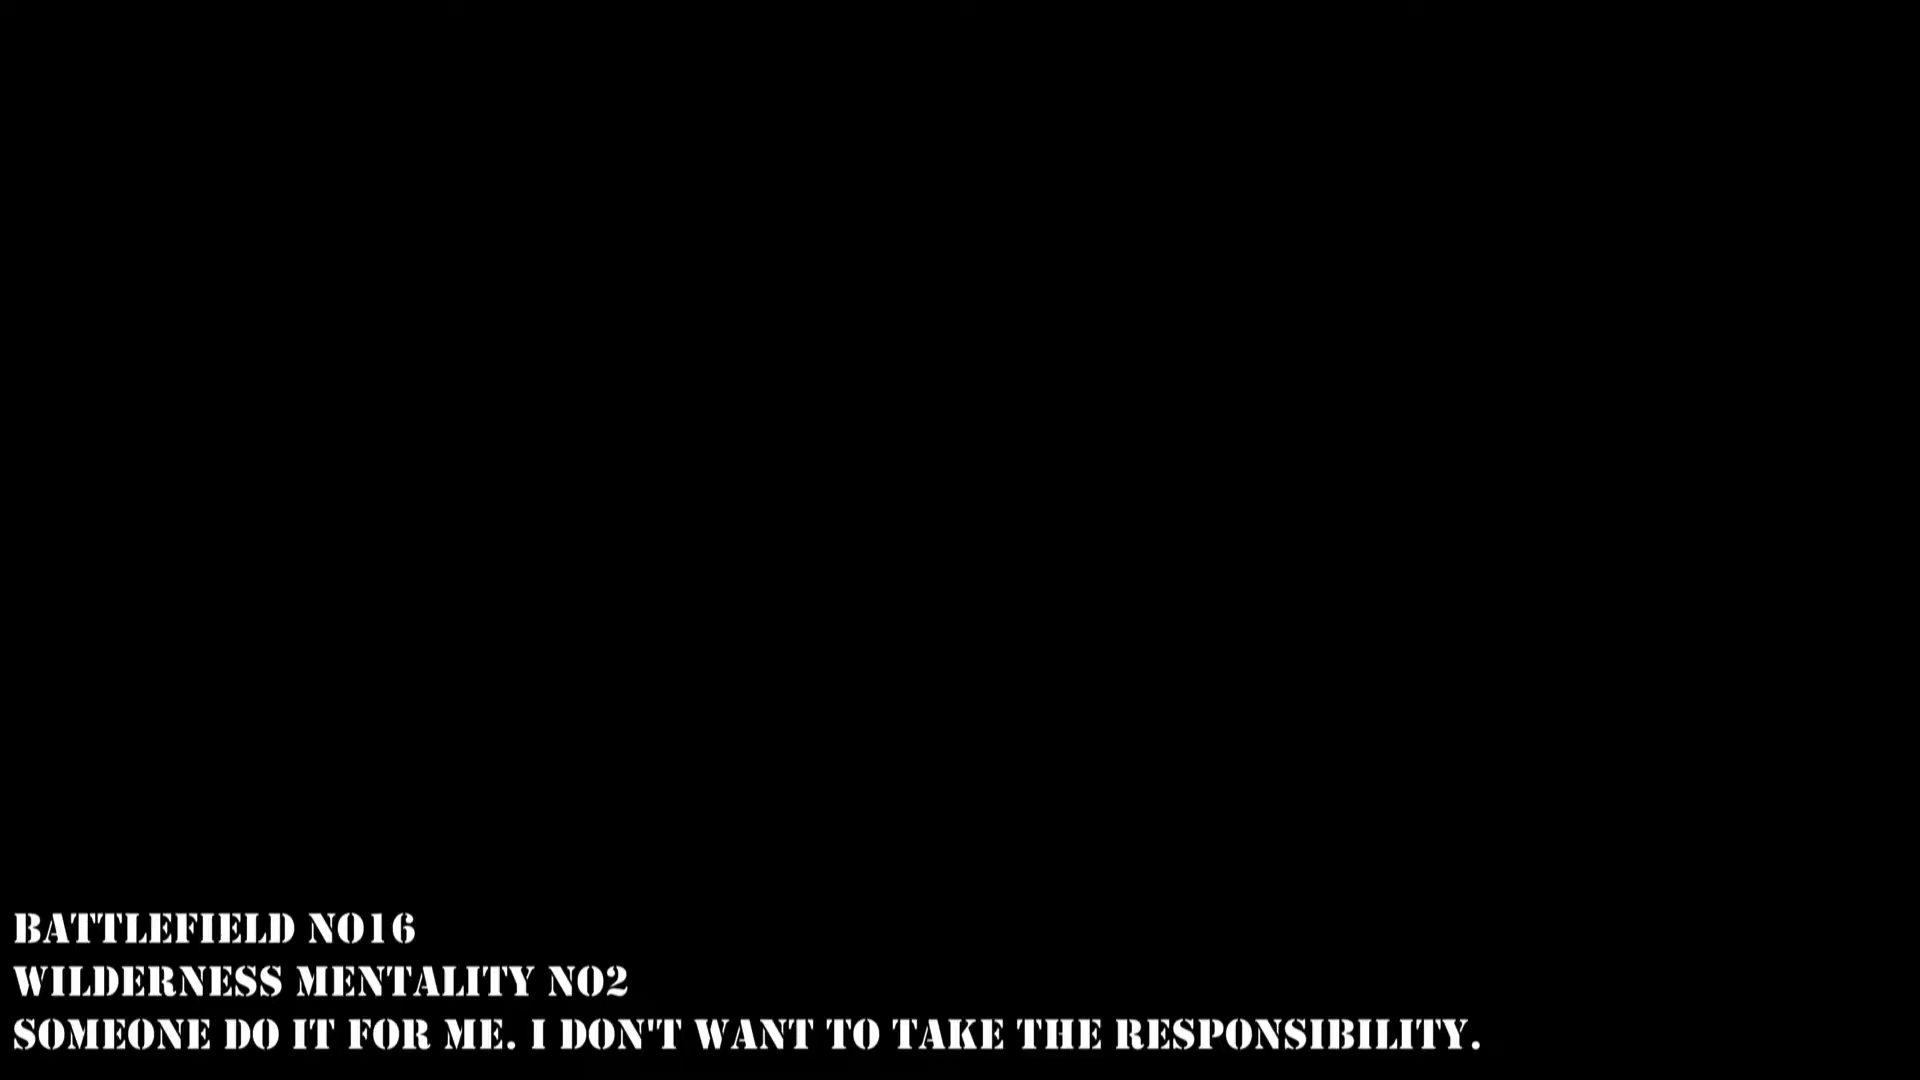 BATTLEFIELD NO16
WILDERNESS MENTALITY NO2
SOMEONE DO IT FOR ME. I DON'T WANT TO TAKE THE RESPONSIBILITY.